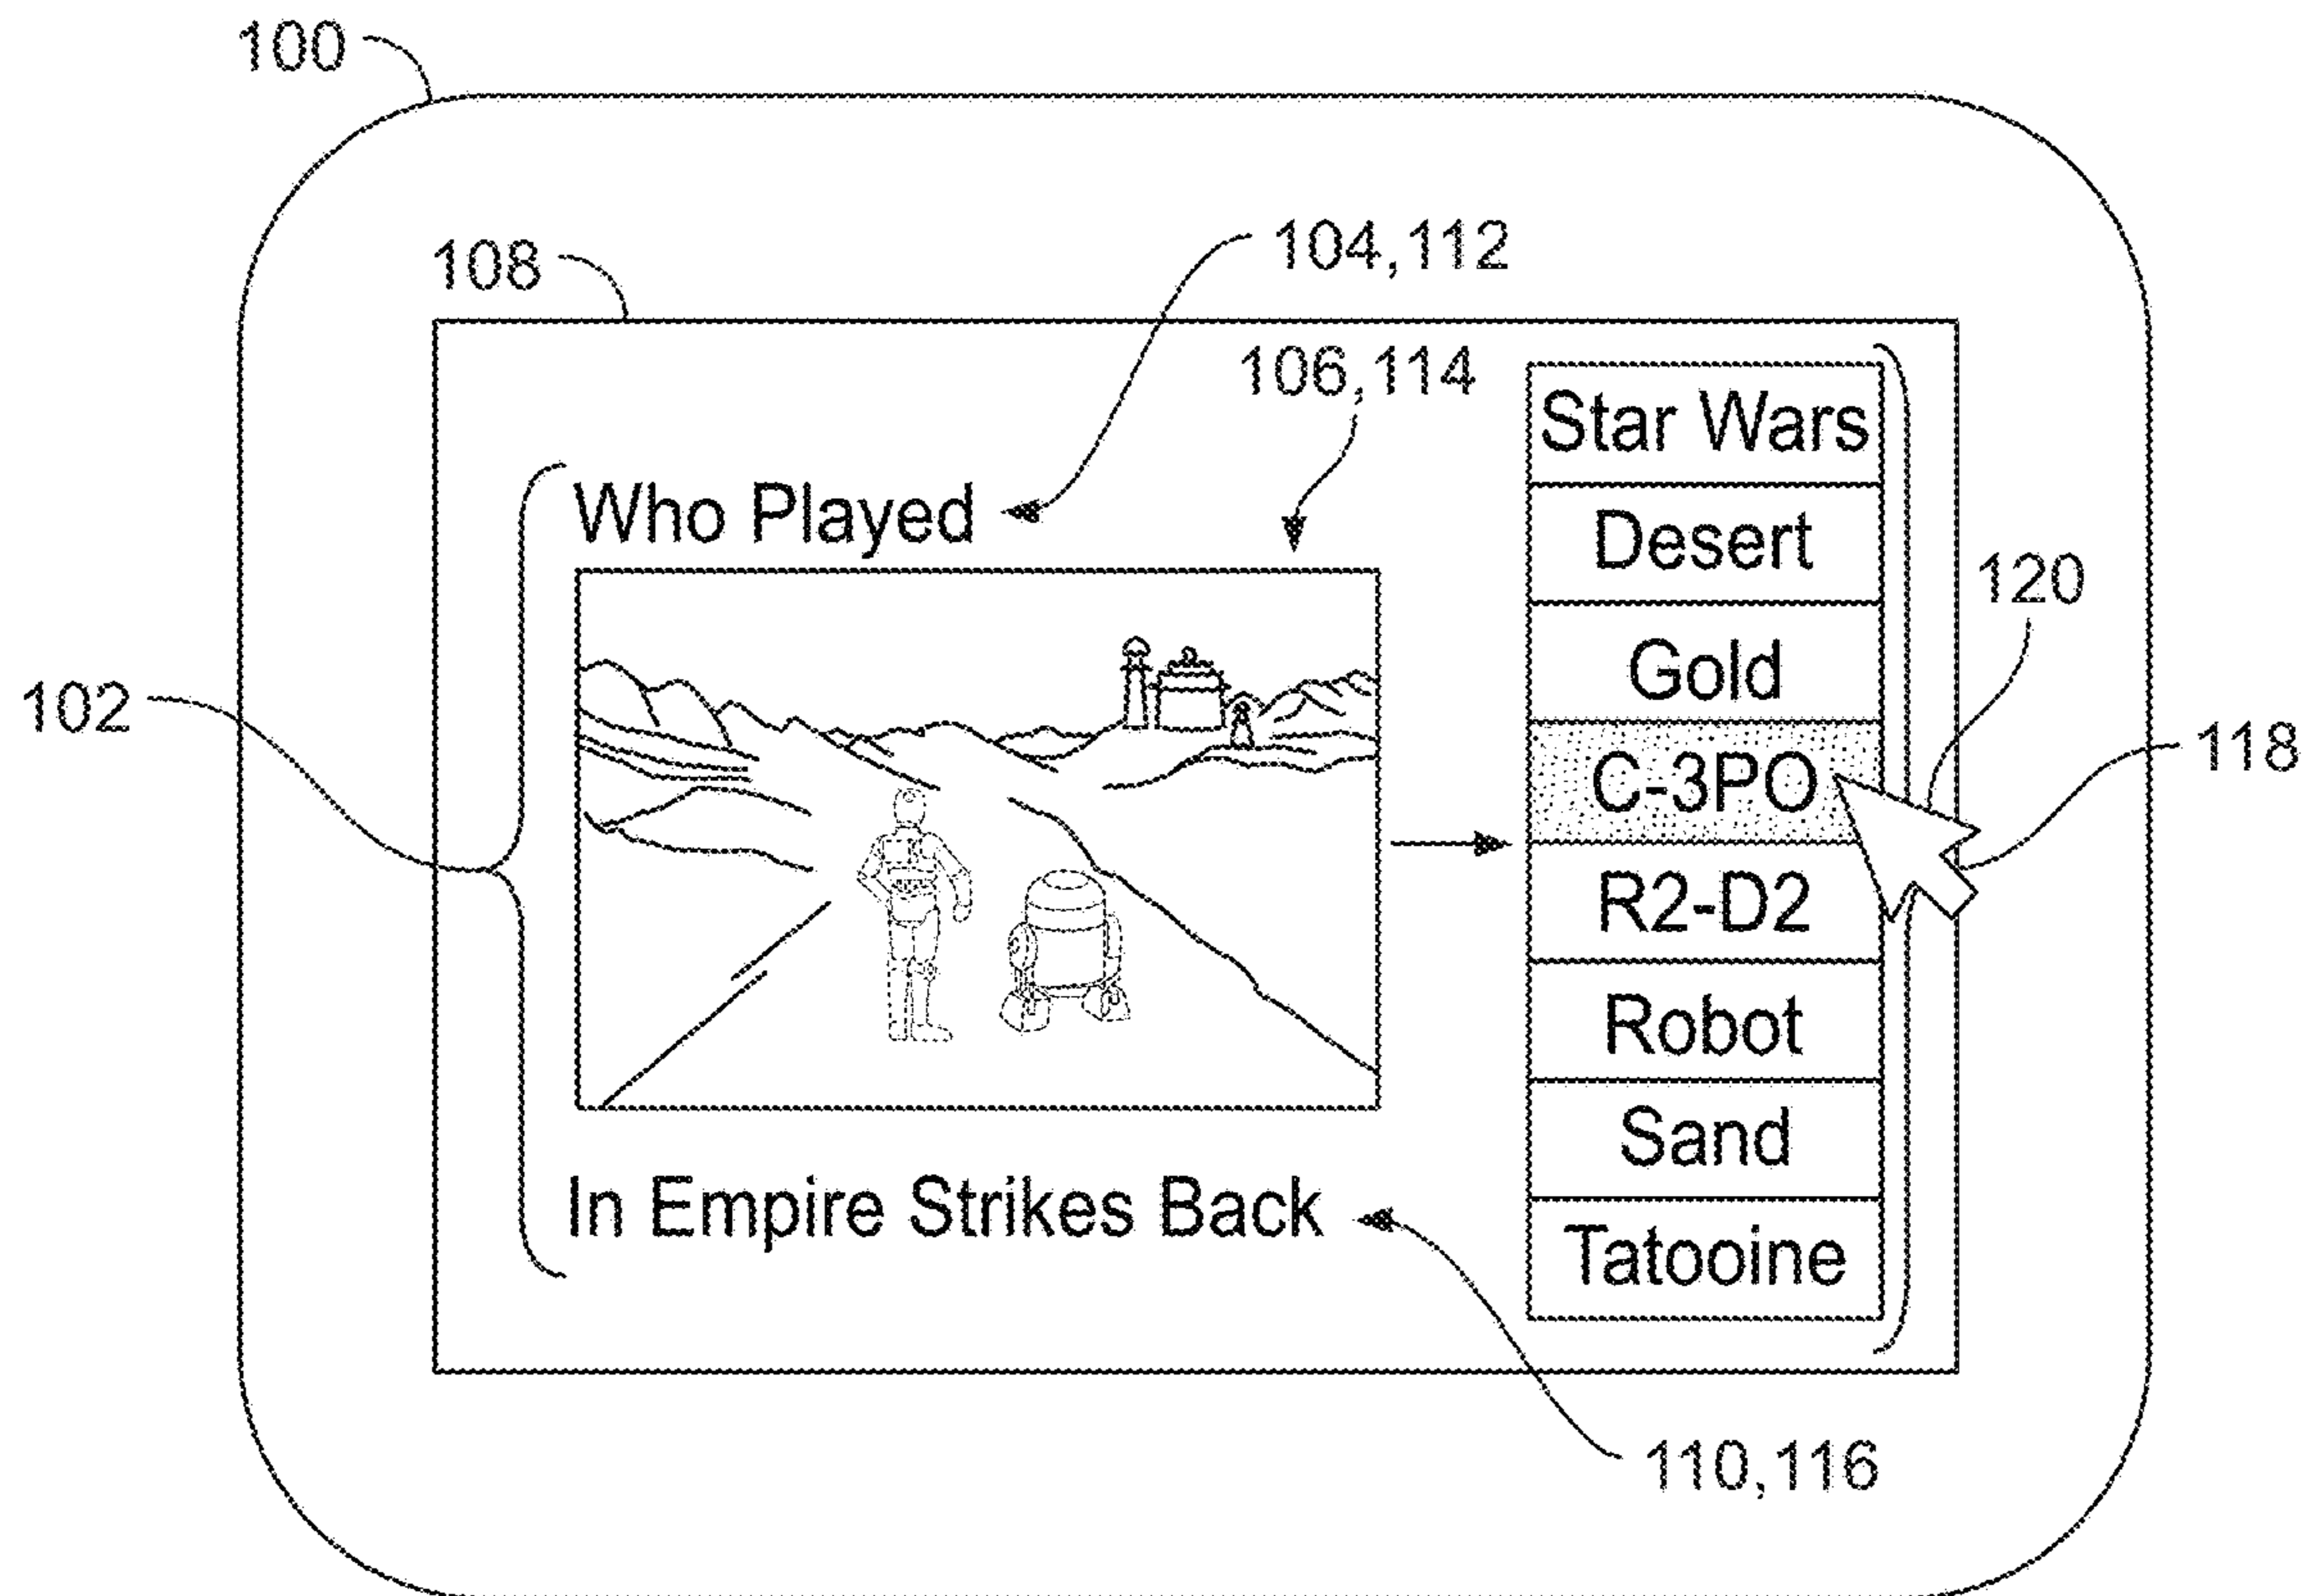 100
108
104,112
106,114
Star Wars
Who Played
Desert
120
Gold
102
118
C-3PO
R2-D2
Robot
Sand
In Empire Strikes Back
Tatooine
110,116